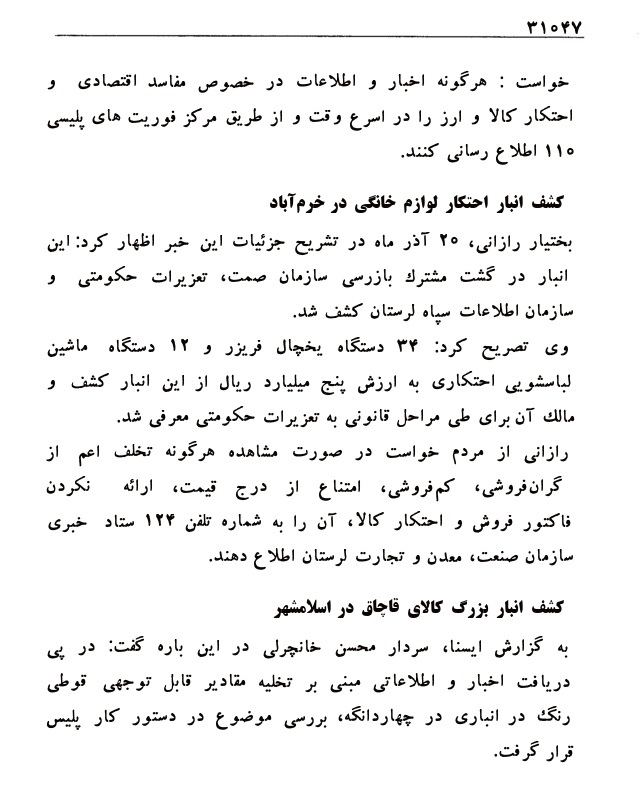 ۳۱۰۴۷
خواست : هرگونه اخبار و اطلاعات در خصوص مفاسد اقتصادی و
احتکار کالا و ارز را در اسرع وقت و از طریق مرکز فوریت های پلیسی
۱۱۰ اطلاع رسانی کنند.
کشف انبار احتکار لوازم خانگی در خرم‌آباد
بختیار رازانی، ۲۰ آذر ماه در تشریح جزئیات این خبر اظهار کرد: این
انبار در گشت مشترك بازرسی سازمان صمت، تعزیرات حکومتی و
سازمان اطلاعات سپاه لرستان کشف شد.
وی تصریح کرد: ۳۴ دستگاه یخچال فریزر و ۱۲ دستگاه ماشین
لباسشویی احتکاری به ارزش پنج میلیارد ریال از این انبار کشف و
مالك آن برای طی مراحل قانونی به تعزیرات حکومتی معرفی شد.
رازانی از مردم خواست در صورت مشاهده هرگونه تخلف اعم از
گران‌فروشی، کم‌فروشی، امتناع از درج قیمت، ارائه نکردن
فاکتور فروش و احتکار کالا، آن را به شماره تلفن ۱۲۴ ستاد خبری
سازمان صنعت، معدن و تجارت لرستان اطلاع دهند.
کشف انبار بزرگ کالای قاچاق در اسلامشهر
به گزارش ایسنا، سردار محسن خانچرلی در این باره گفت: در پی
دریافت اخبار و اطلاعاتی مبنی بر تخلیه مقادیر قابل توجهی قوطی
رنگ در انباری در چهاردانگه، بررسی موضوع در دستور کار پلیس
قرار گرفت.